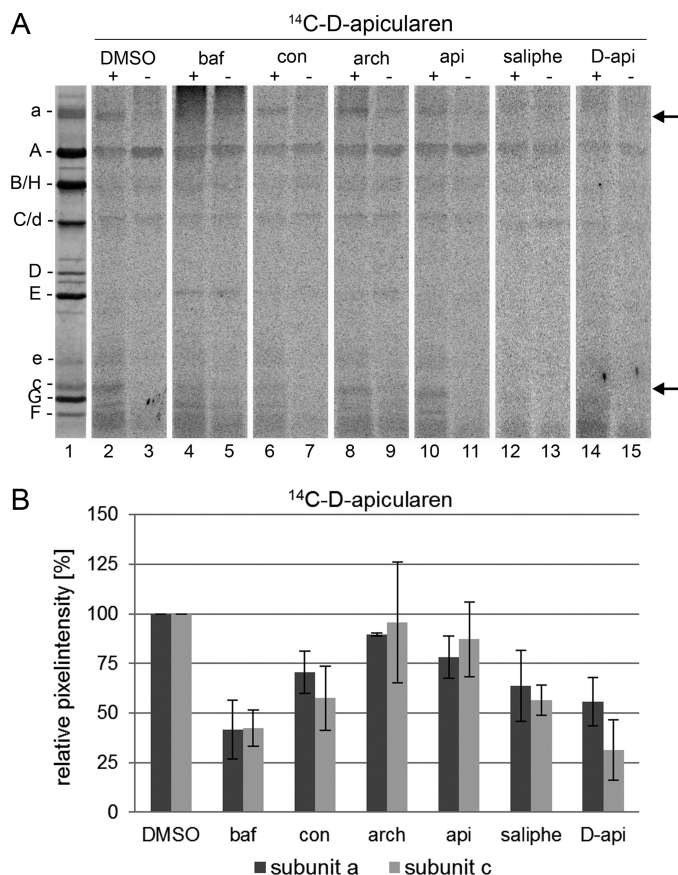 A
¹⁴C-D-apicularen
DMSO baf con arch api saliphe D-api
+ - + - + - + - + - + - + -
a -
A -
B/H -
C/d -
D -
E -
e -
c -
G -
F -
1 2 3 4 5 6 7 8 9 10 11 12 13 14 15
B
¹⁴C-D-apicularen
relative pixelintensity [%]
150
125
100
75
50
25
0
DMSO baf con arch api saliphe D-api
subunit a subunit c